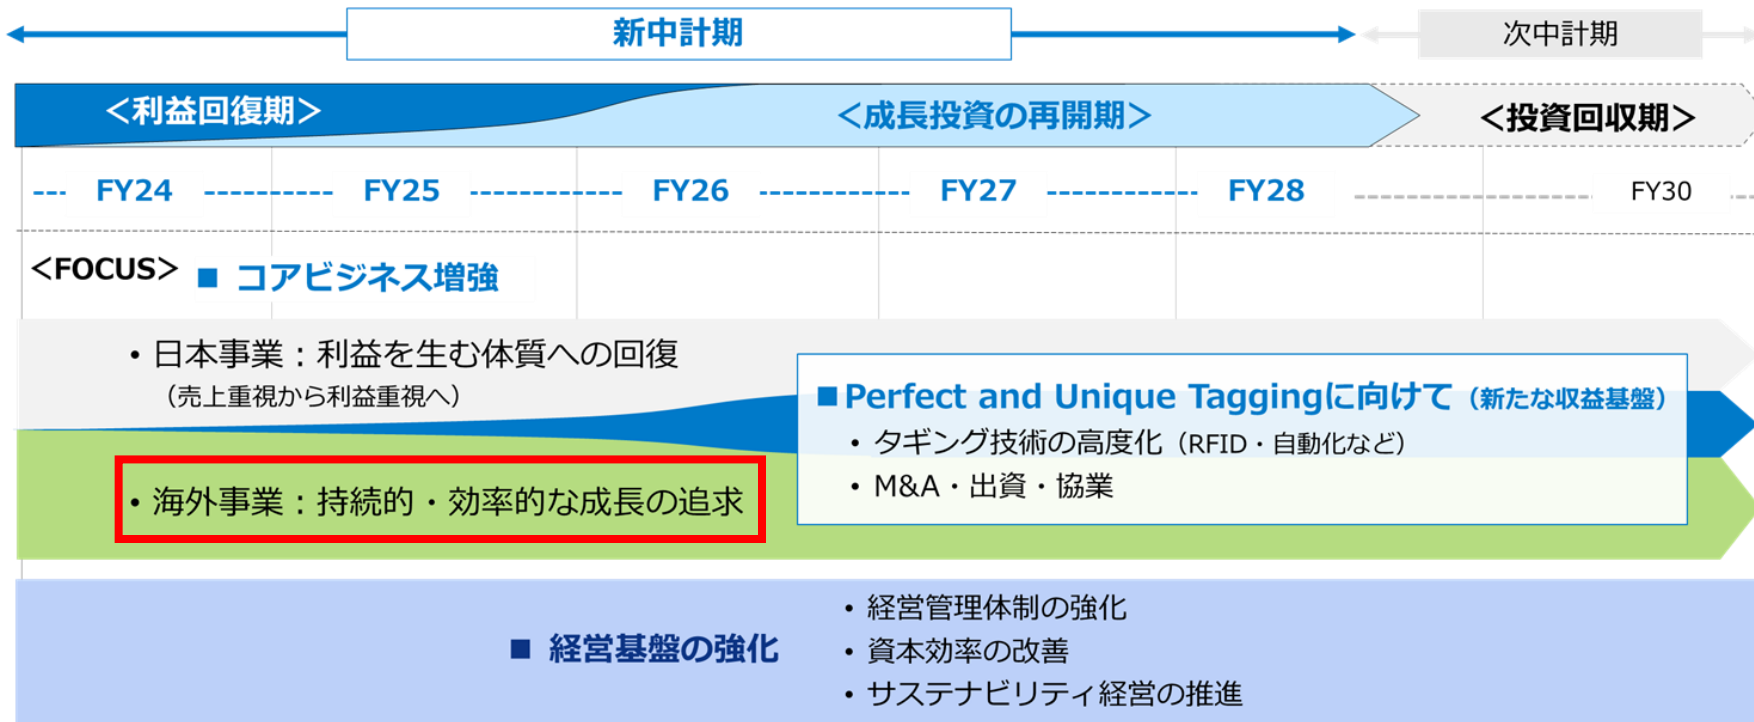 新中計期
次中計期
<利益回復期>
<成長投資の再開期>
<投資回収期>
FY24
FY25
FY26
FY27
FY28
FY30
<FOCUS>
■ コアビジネス増強
・日本事業：利益を生む体質への回復
（売上重視から利益重視へ）
■Perfect and Unique Taggingに向けて（新たな収益基盤）
・タギング技術の高度化（RFID・自動化など）
・M&A・出資・協業
・海外事業：持続的・効率的な成長の追求
■ 経営基盤の強化
・経営管理体制の強化
・資本効率の改善
・サステナビリティ経営の推進